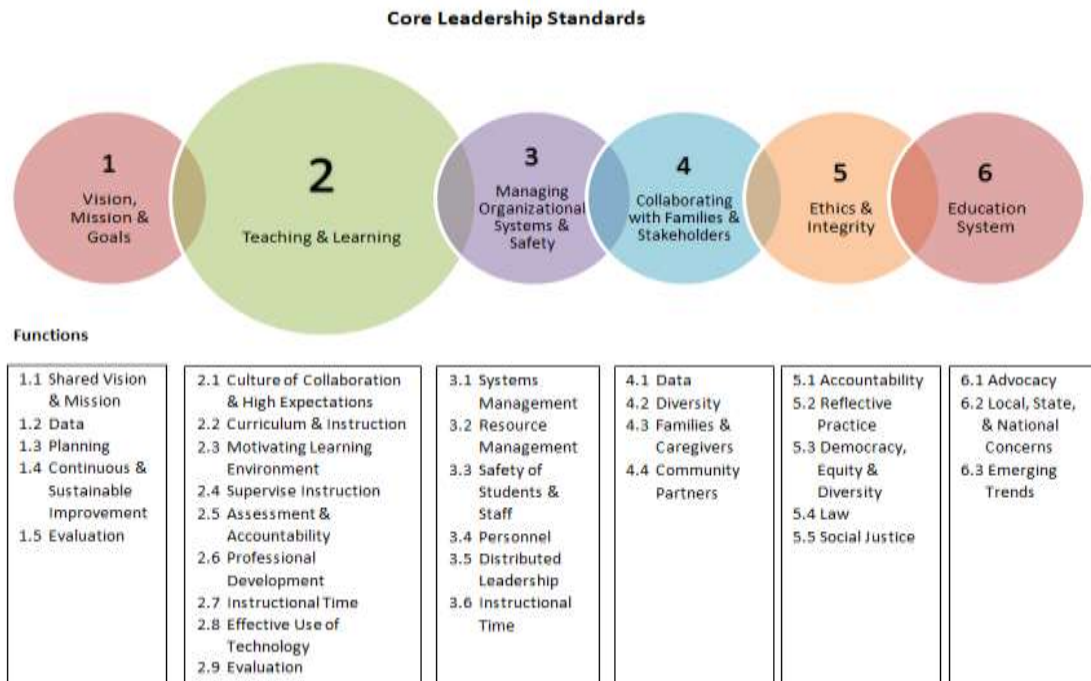 Core Leadership Standards
1
Vision,
Mission &
Goals
2
Teaching & Learning
3
Managing
Organizational
Systems &
Safety
4
Collaborating
with Families &
Stakeholders
5
Ethics &
Integrity
6
Education
System
Functions
1.1 Shared Vision
& Mission
1.2 Data
1.3 Planning
1.4 Continuous &
Sustainable
Improvement
1.5 Evaluation
2.1 Culture of Collaboration
& High Expectations
2.2 Curriculum & Instruction
2.3 Motivating Learning
Environment
2.4 Supervise Instruction
2.5 Assessment &
Accountability
2.6 Professional
Development
2.7 Instructional Time
2.8 Effective Use of
Technology
2.9 Evaluation
3.1 Systems
Management
3.2 Resource
Management
3.3 Safety of
Students &
Staff
3.4 Personnel
3.5 Distributed
Leadership
3.6 Instructional
Time
4.1 Data
4.2 Diversity
4.3 Families &
Caregivers
4.4 Community
Partners
5.1 Accountability
5.2 Reflective
Practice
5.3 Democracy,
Equity &
Diversity
5.4 Law
5.5 Social Justice
6.1 Advocacy
6.2 Local, State,
& National
Concerns
6.3 Emerging
Trends